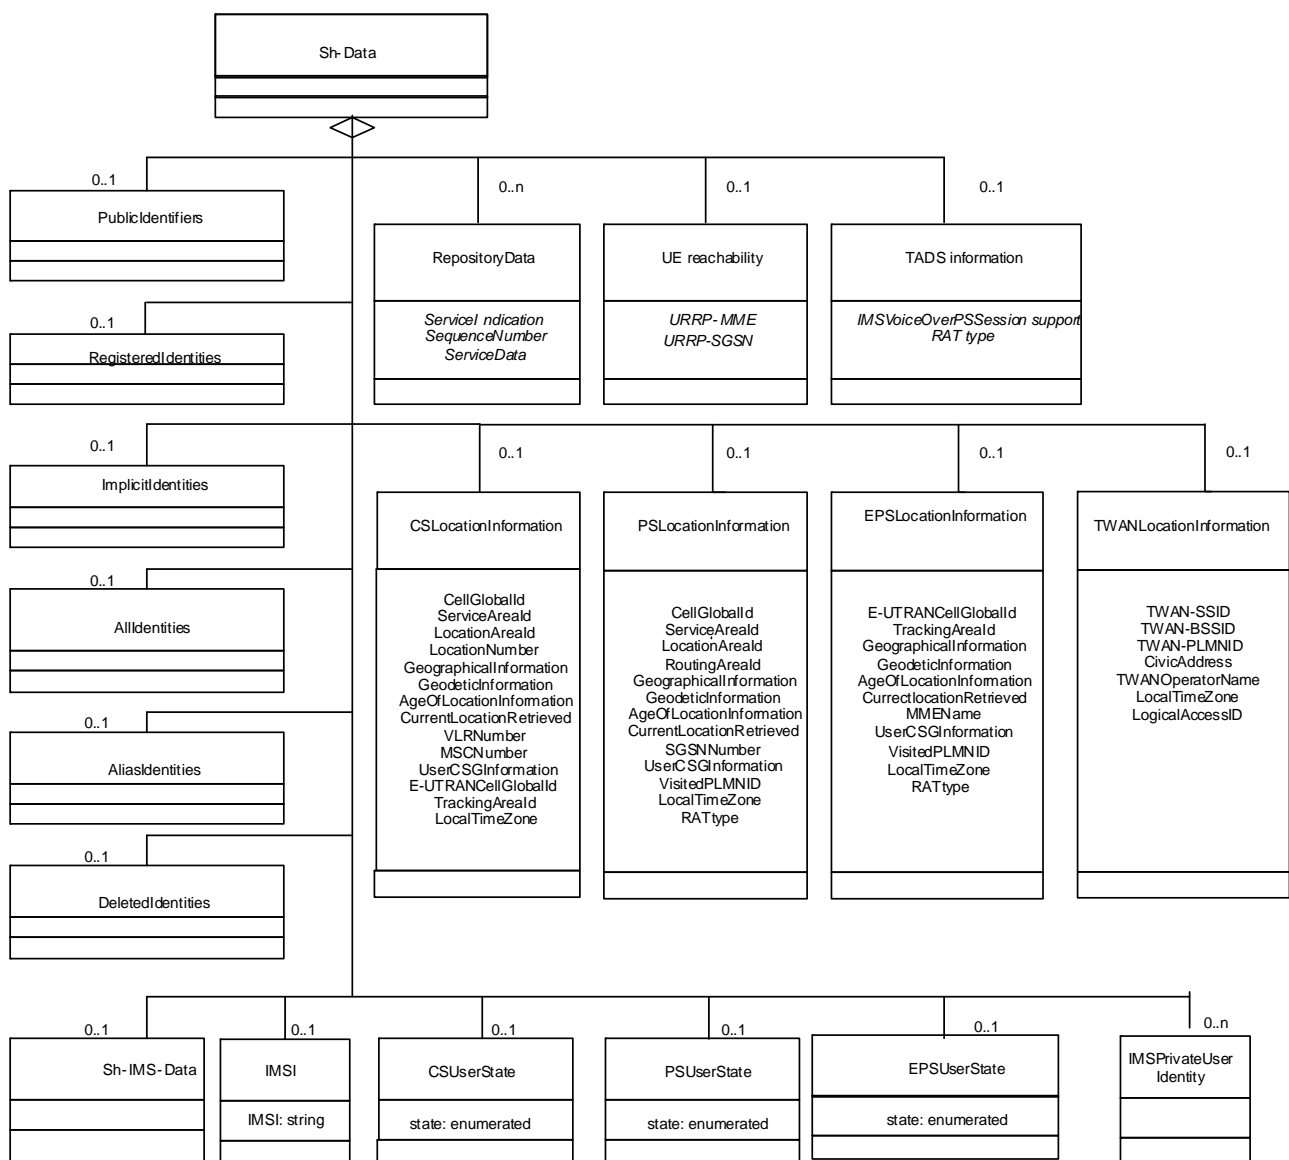 Sh-Data
0..1
0..n
0..1
0..1
PublicIdentifiers
RepositoryData
UE reachability
TADS information
ServiceIndication
SequenceNumber
ServiceData
URRP-MME
URRP-SGSN
IMSVoiceOverPSSession support
RAT type
0..1
RegisteredIdentities
0..1
0..1
0..1
0..1
0..1
ImplicitIdentities
CSLocationInformation
PSLocationInformation
EPSLocationInformation
TWANLocationInformation
CellGlobalId
ServiceAreaId
LocationAreaId
LocationNumber
GeographicalInformation
GeodeticInformation
AgeOfLocationInformation
CurrentLocationRetrieved
VLRNumber
MSCNumber
UserCSGInformation
E-UTRANCellGlobalId
TrackingAreaId
LocalTimeZone
CellGlobalId
ServiceAreaId
LocationAreaId
RoutingAreaId
GeographicalInformation
GeodeticInformation
AgeOfLocationInformation
CurrentLocationRetrieved
SGSNNumber
UserCSGInformation
VisitedPLMNID
LocalTimeZone
RATtype
E-UTRANCellGlobalId
TrackingAreaId
GeographicalInformation
GeodeticInformation
AgeOfLocationInformation
CurrectlocationRetrieved
MMEName
UserCSGInformation
VisitedPLMNID
LocalTimeZone
RATtype
TWAN-SSID
TWAN-BSSID
TWAN-PLMNID
CivicAddress
TWANOperatorName
LocalTimeZone
LogicalAccessID
0..1
AllIdentities
0..1
AliasIdentities
0..1
DeletedIdentities
0..1
0..1
0..1
0..1
0..1
0..n
Sh-IMS-Data
IMSI
IMSI: string
CSUserState
state: enumerated
PSUserState
state: enumerated
EPSUserState
state: enumerated
IMSPrivateUser
Identity